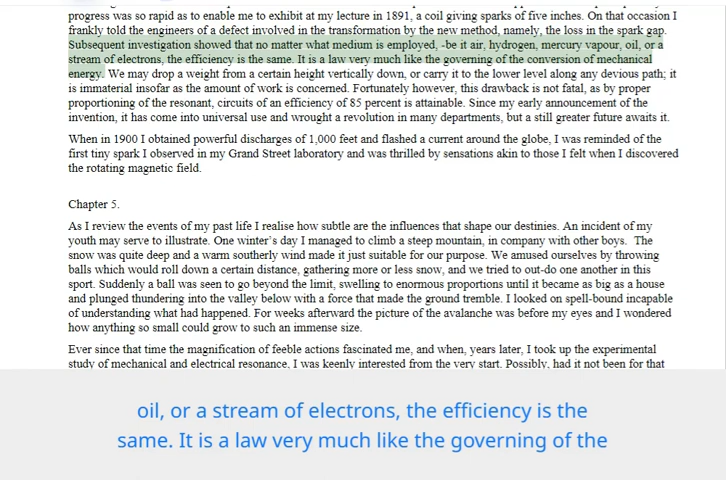 progress was so rapid as to enable me to exhibit at my lecture in 1891, a coil giving sparks of five inches. On that occasion I
frankly told the engineers of a defect involved in the transformation by the new method, namely, the loss in the spark gap.
Subsequent investigation showed that no matter what medium is employed, -be it air, hydrogen, mercury vapour, oil, or a
stream of electrons, the efficiency is the same. It is a law very much like the governing of the conversion of mechanical
energy. We may drop a weight from a certain height vertically down, or carry it to the lower level along any devious path; it
is immaterial insofar as the amount of work is concerned. Fortunately however, this drawback is not fatal, as by proper
proportioning of the resonant, circuits of an efficiency of 85 percent is attainable. Since my early announcement of the
invention, it has come into universal use and wrought a revolution in many departments, but a still greater future awaits it.
When in 1900 I obtained powerful discharges of 1,000 feet and flashed a current around the globe, I was reminded of the
first tiny spark I observed in my Grand Street laboratory and was thrilled by sensations akin to those I felt when I discovered
the rotating magnetic field.
Chapter 5.
As I review the events of my past life I realise how subtle are the influences that shape our destinies. An incident of my
youth may serve to illustrate. One winter's day I managed to climb a steep mountain, in company with other boys. The
snow was quite deep and a warm southerly wind made it just suitable for our purpose. We amused ourselves by throwing
balls which would roll down a certain distance, gathering more or less snow, and we tried to out-do one another in this
sport. Suddenly a ball was seen to go beyond the limit, swelling to enormous proportions until it became as big as a house
and plunged thundering into the valley below with a force that made the ground tremble. I looked on spell-bound incapable
of understanding what had happened. For weeks afterward the picture of the avalanche was before my eyes and I wondered
how anything so small could grow to such an immense size.
Ever since that time the magnification of feeble actions fascinated me, and when, years later, I took up the experimental
study of mechanical and electrical resonance, I was keenly interested from the very start. Possibly, had it not been for that
oil, or a stream of electrons, the efficiency is the
same. It is a law very much like the governing of the